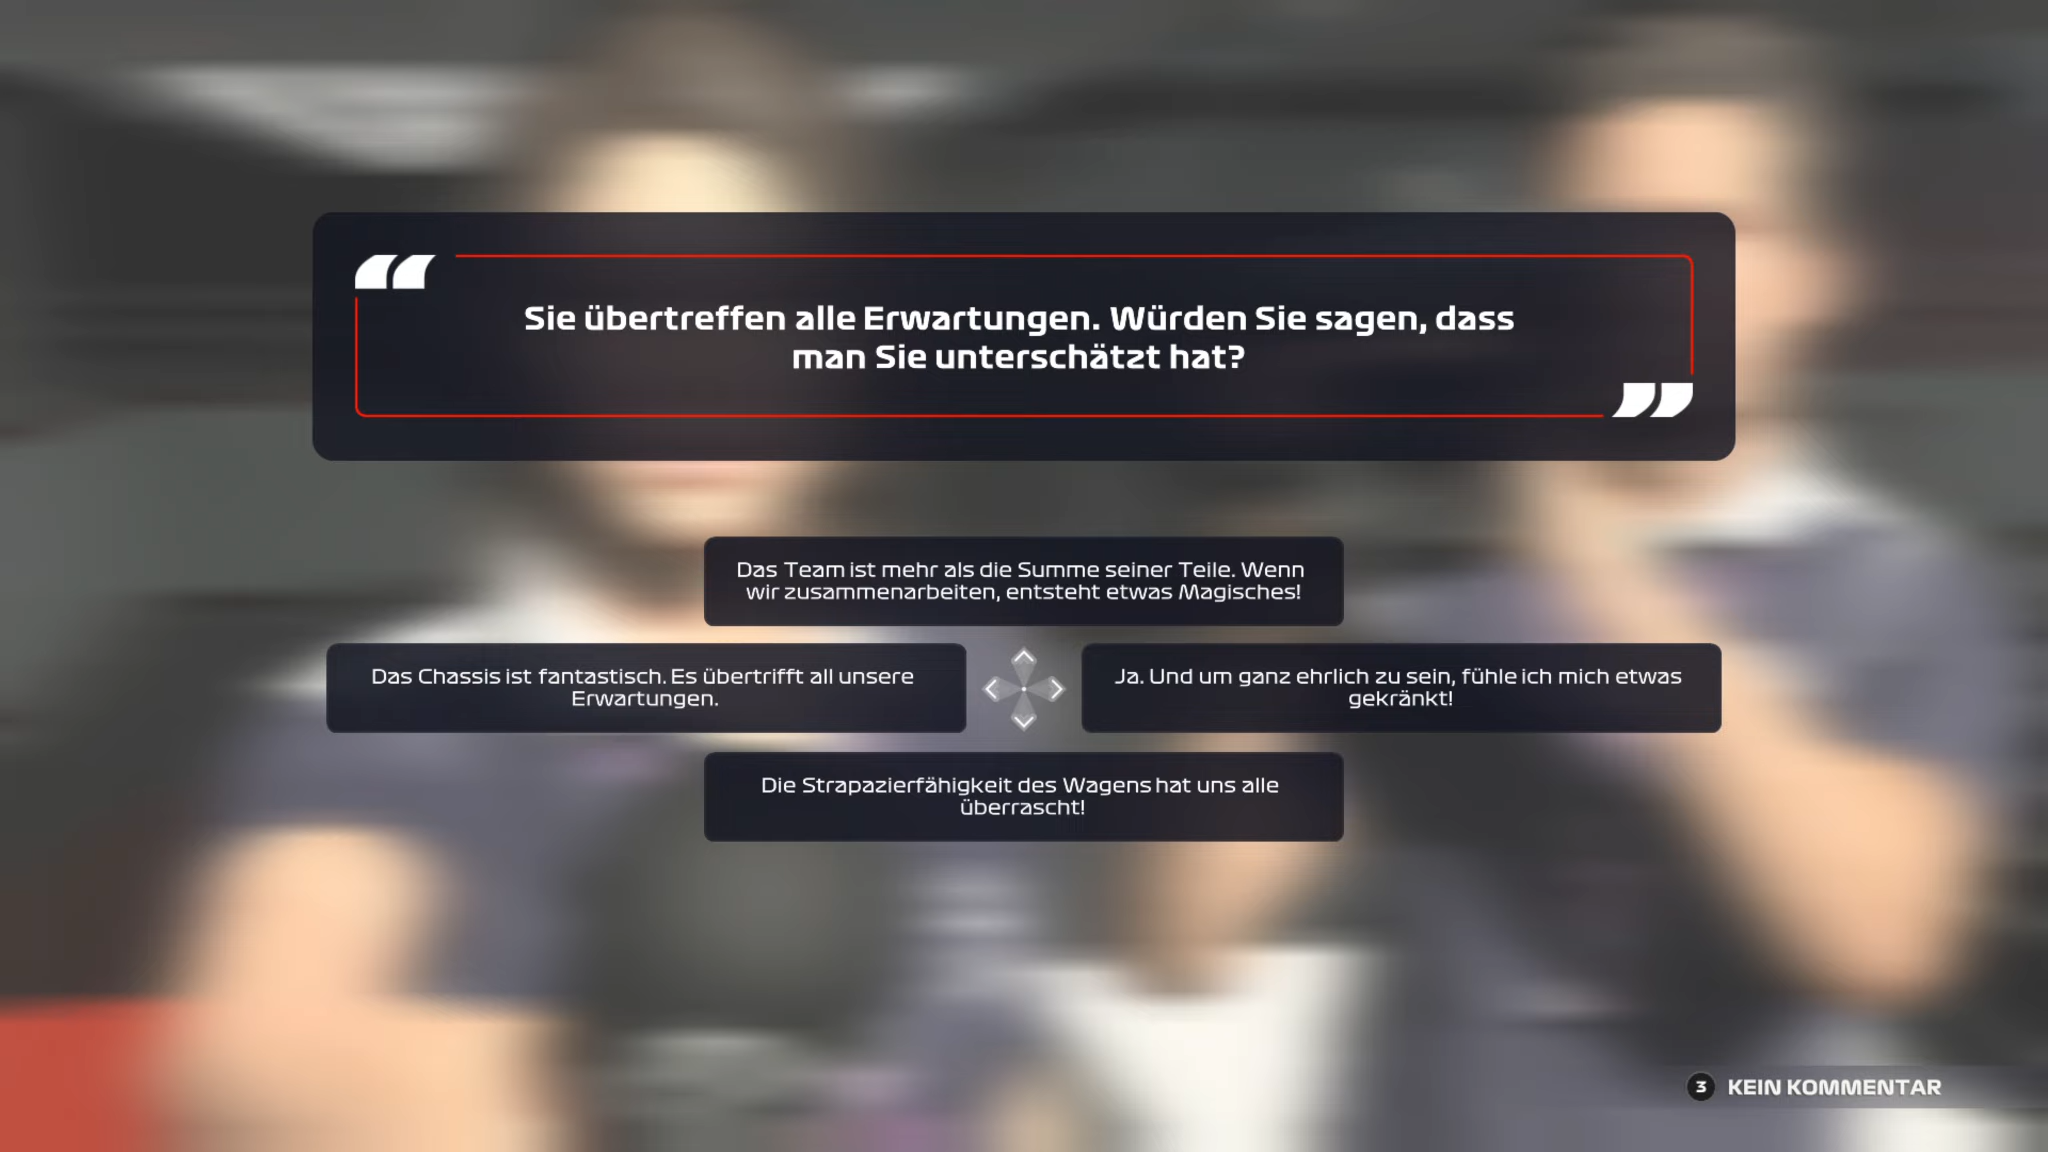 Sie übertreffen alle Erwartungen. Würden Sie sagen, dass
man Sie unterschätzt hat?
Das Team ist mehr als die Summe seiner Teile. Wenn
wir zusammenarbeiten, entsteht etwas Magisches!
Das Chassis ist fantastisch. Es übertrifft all unsere
Erwartungen.
Ja. Und um ganz ehrlich zu sein, fühle ich mich etwas
gekränkt!
Die Strapazierfähigkeit des Wagens hat uns alle
überrascht!
3 KEIN KOMMENTAR